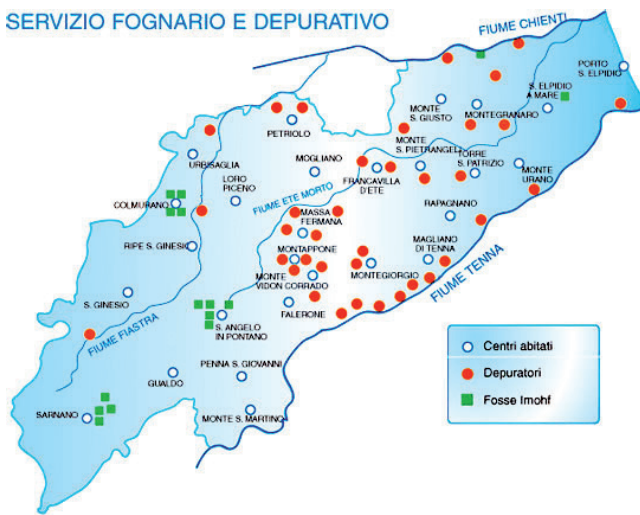 SERVIZIO FOGNARIO E DEPURATIVO
FIUME CHIENTI
PORTO
S. ELPIDIO
S. ELPIDIO
A MARE
MONTE
S. GIUSTO
MONTEGRANARO
PETRIOLO
MONTE
S. PIETRANGELI
URBISAGLIA
MOGLIANO
TORRE
S. PATRIZIO
LORO
PICENO
FRANCAVILLA
D'ETE
MONTE
URANO
FIUME ETE MORTO
COLMURANO
MASSA
FERMANA
RAPAGNANO
RIPE S. GINESIO
MONTAPPONE
MAGLIANO
DI TENNA
MONTE
VIDON CORRADO
MONTEGIORGIO
FIUME TENNA
S. GINESIO
FALERONE
FIUME FIASTRA
S. ANGELO
IN PONTANO
PENNA S. GIOVANNI
GUALDO
SARNANO
MONTE S. MARTINO
Centri abitati
Depuratori
Fosse Imohf